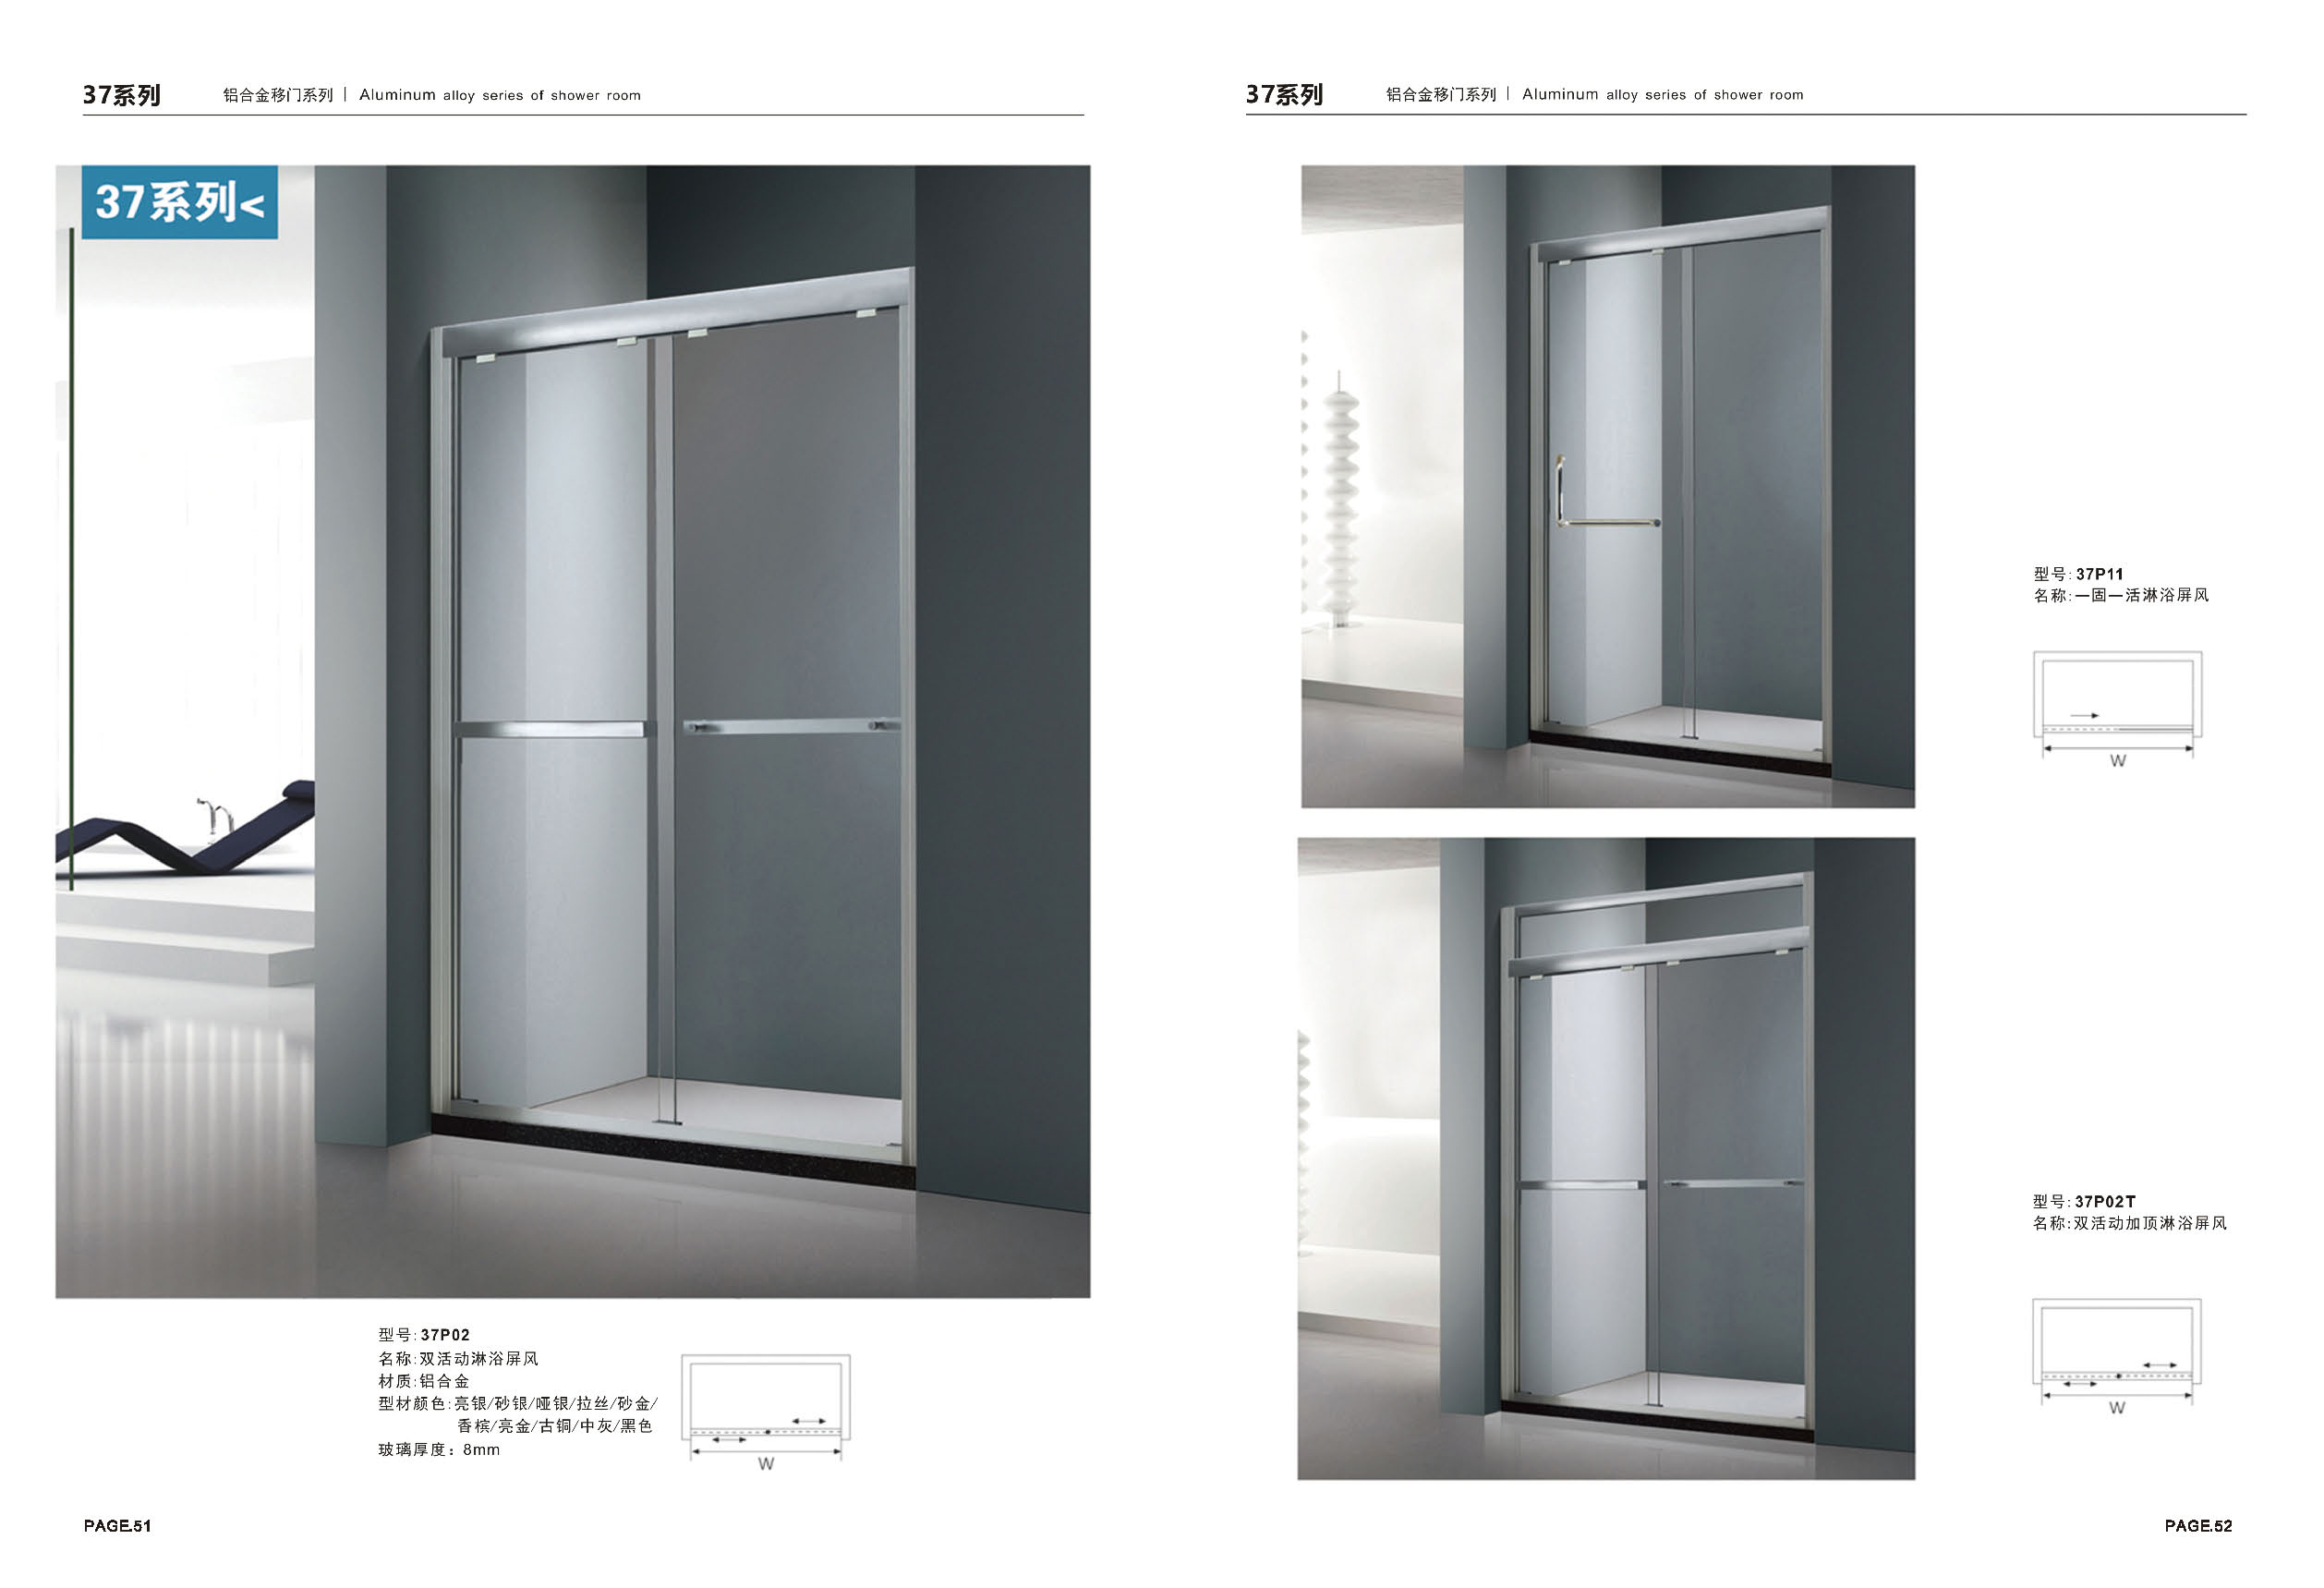 37系列 铝合金移门系列 | Aluminum alloy series of shower room
37系列<
型号: 37P02
名称:双活动淋浴屏风
材质:铝合金
型材颜色:亮银/砂银/哑银/拉丝/砂金/
香槟/亮金/古铜/中灰/黑色
玻璃厚度: 8mm
W
PAGE.51
37系列 铝合金移门系列 | Aluminum alloy series of shower room
型号: 37P11
名称:一固一活淋浴屏风
W
型号: 37P02T
名称:双活动加顶淋浴屏风
W
PAGE.52